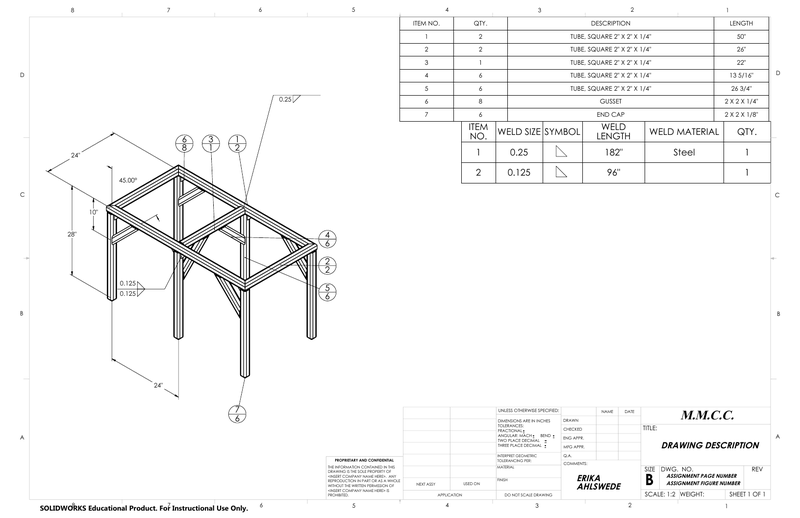 8 7 6 5 4 3 2 1
ITEM NO. QTY. DESCRIPTION LENGTH
1 2 TUBE, SQUARE 2" X 2" X 1/4" 50"
2 2 TUBE, SQUARE 2" X 2" X 1/4" 26"
3 1 TUBE, SQUARE 2" X 2" X 1/4" 22"
4 6 TUBE, SQUARE 2" X 2" X 1/4" 13 5/16"
5 6 TUBE, SQUARE 2" X 2" X 1/4" 26 3/4"
6 8 GUSSET 2 X 2 X 1/4"
7 6 END CAP 2 X 2 X 1/8"
ITEM NO. WELD SIZE SYMBOL WELD LENGTH WELD MATERIAL QTY.
1 0.25 182" Steel 1
2 0.125 96" 1
D D
0.25
6 3 1
8 1 2
24"
45.00°
C C
10"
28"
4
6
2
2
5
6
0.125
0.125
B B
24"
7
6
A A
UNLESS OTHERWISE SPECIFIED:
DIMENSIONS ARE IN INCHES
TOLERANCES:
FRACTIONAL±
ANGULAR: MACH± BEND ±
TWO PLACE DECIMAL ±
THREE PLACE DECIMAL ±
INTERPRET GEOMETRIC
TOLERANCING PER:
MATERIAL
FINISH
DO NOT SCALE DRAWING
NAME DATE
DRAWN
CHECKED
ENG APPR.
MFG APPR.
Q.A.
COMMENTS:
ERIKA
AHLSWEDE
M.M.C.C.
TITLE:
DRAWING DESCRIPTION
SIZE DWG. NO. REV
B ASSIGNMENT PAGE NUMBER
ASSIGNMENT FIGURE NUMBER
SCALE: 1:2 WEIGHT: SHEET 1 OF 1
PROPRIETARY AND CONFIDENTIAL
THE INFORMATION CONTAINED IN THIS
DRAWING IS THE SOLE PROPERTY OF
<INSERT COMPANY NAME HERE>. ANY
REPRODUCTION IN PART OR AS A WHOLE
WITHOUT THE WRITTEN PERMISSION OF
<INSERT COMPANY NAME HERE> IS
PROHIBITED.
NEXT ASSY USED ON
APPLICATION
SOLIDWORKS Educational Product. For Instructional Use Only.
6 5 4 3 2 1